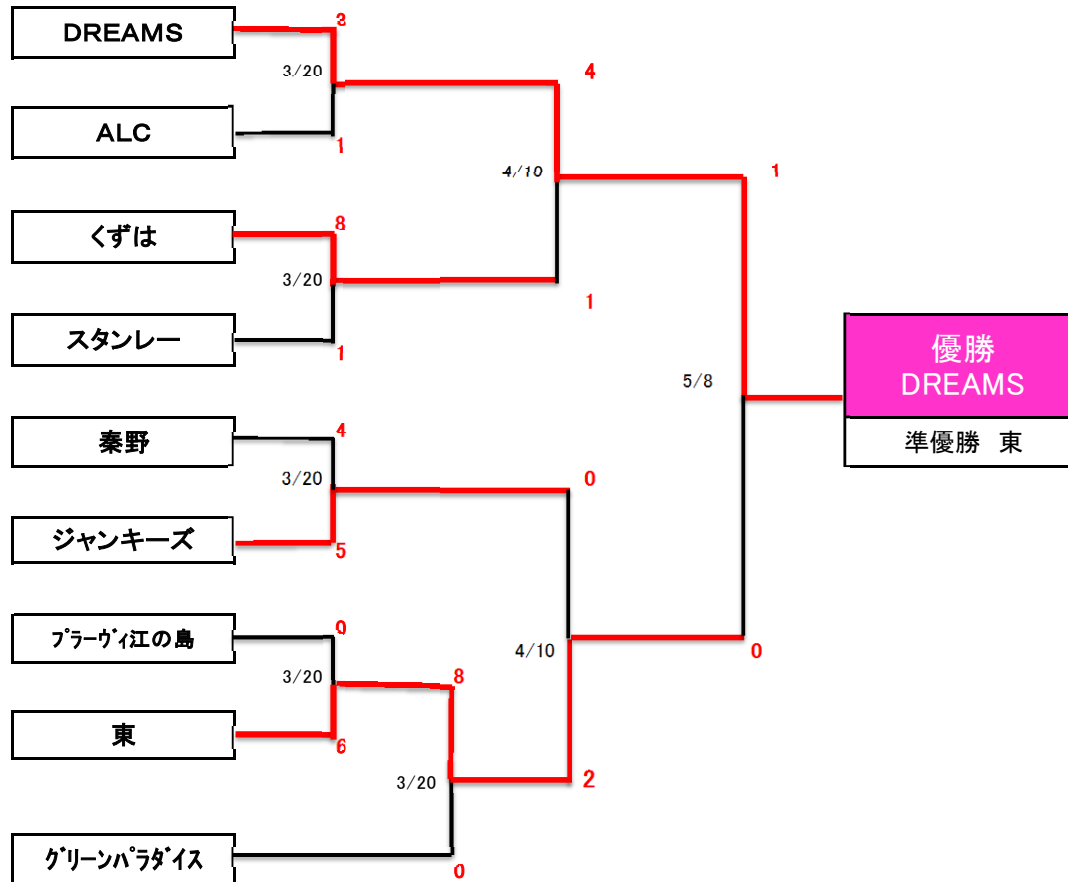 DREAMS
3
3/20
4
ALC
1
4/10
1
くずは
8
3/20
1
スタンレー
1
5/8
優勝
DREAMS
準優勝 東
秦野
4
3/20
0
ジャンキーズ
5
ﾌﾟﾗｰｳﾞｨ江の島
0
4/10
0
3/20
8
東
6
3/20
2
ｸﾞﾘｰﾝﾊﾟﾗﾀﾞｲｽ
0